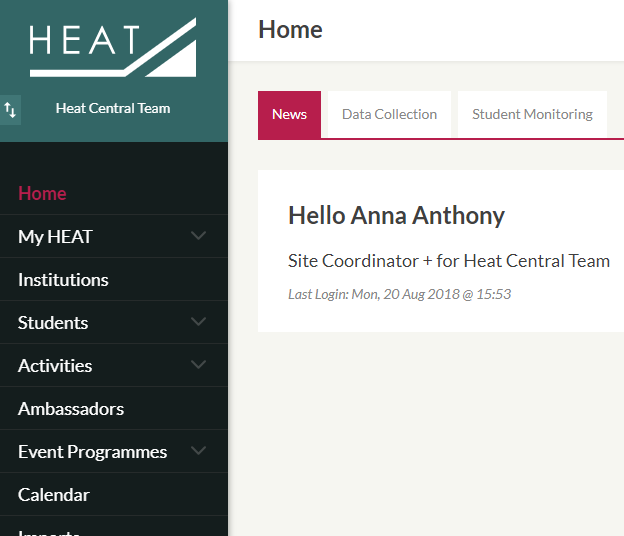 HEAT
Heat Central Team
Home
My HEAT
Institutions
Students
Activities
Ambassadors
Event Programmes
Calendar
Imports
Home
News
Data Collection
Student Monitoring
Hello Anna Anthony
Site Coordinator + for Heat Central Team
Last Login: Mon, 20 Aug 2018 @ 15:53